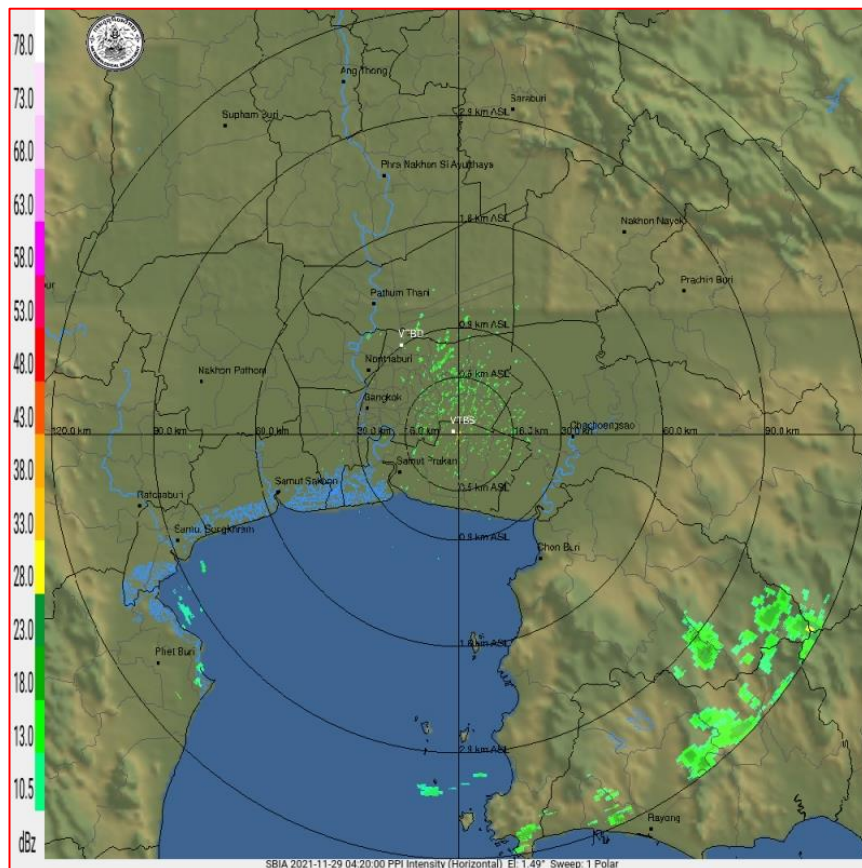 78.0
73.0
68.0
63.0
58.0
53.0
48.0
43.0
38.0
33.0
28.0
23.0
18.0
13.0
10.5
dBz
Ang Thong
Saraburi
Suphan Buri
Phra Nakhon Si Ayutthaya
Nakhon Nayok
Prachin Buri
Pathum Thani
VTBD
Nonthaburi
Nakhon Pathom
Bangkok
VTBS
Chachoengsao
120.0 km
90.0 km
60.0 km
30.0 km
16.0 km
16.2 km
30.0 km
60.0 km
90.0 km
Samut Prakan
Samut Sakhon
Ratchaburi
Samut Songkhram
Chon Buri
Phet Buri
Rayong
2.9 km ASL
1.8 km ASL
0.9 km ASL
0.5 km ASL
0.5 km ASL
0.9 km ASL
1.8 km ASL
2.9 km ASL
SBIA 2021-11-29 04:20:00 PPI Intensity (Horizontal) El: 1.49° Sweep: 1 Polar